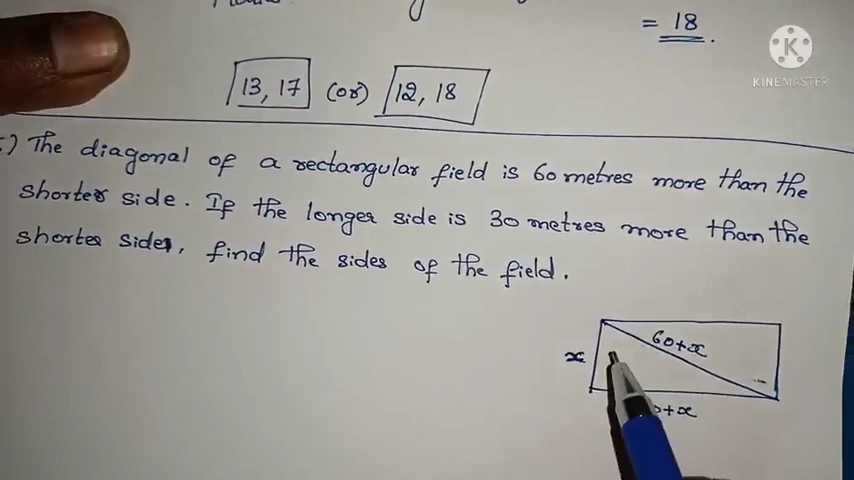 = 18.
K
KINEMASTER
13, 17 (or) 12, 18
) The diagonal of a rectangular field is 60 metres more than the
shorter side. If the longer side is 30 metres more than the
shorter side, find the sides of the field.
60+x
x
+x